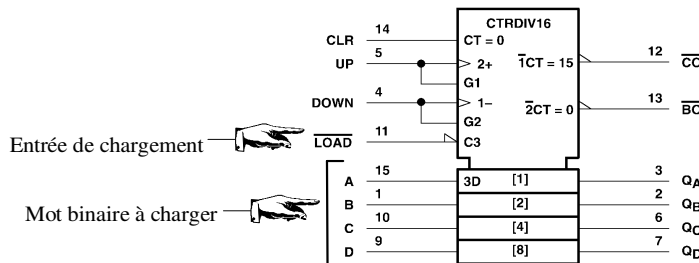 CTRDIV16
CLR 14 CT = 0
UP 5 2+ 1CT = 15 12 CO
G1
DOWN 4 1– 2CT = 0 13 BO
G2
Entrée de chargement LOAD 11 C3
A 15 3D [1] 3 QA
Mot binaire à charger B 1 [2] 2 QB
C 10 [4] 6 QC
D 9 [8] 7 QD